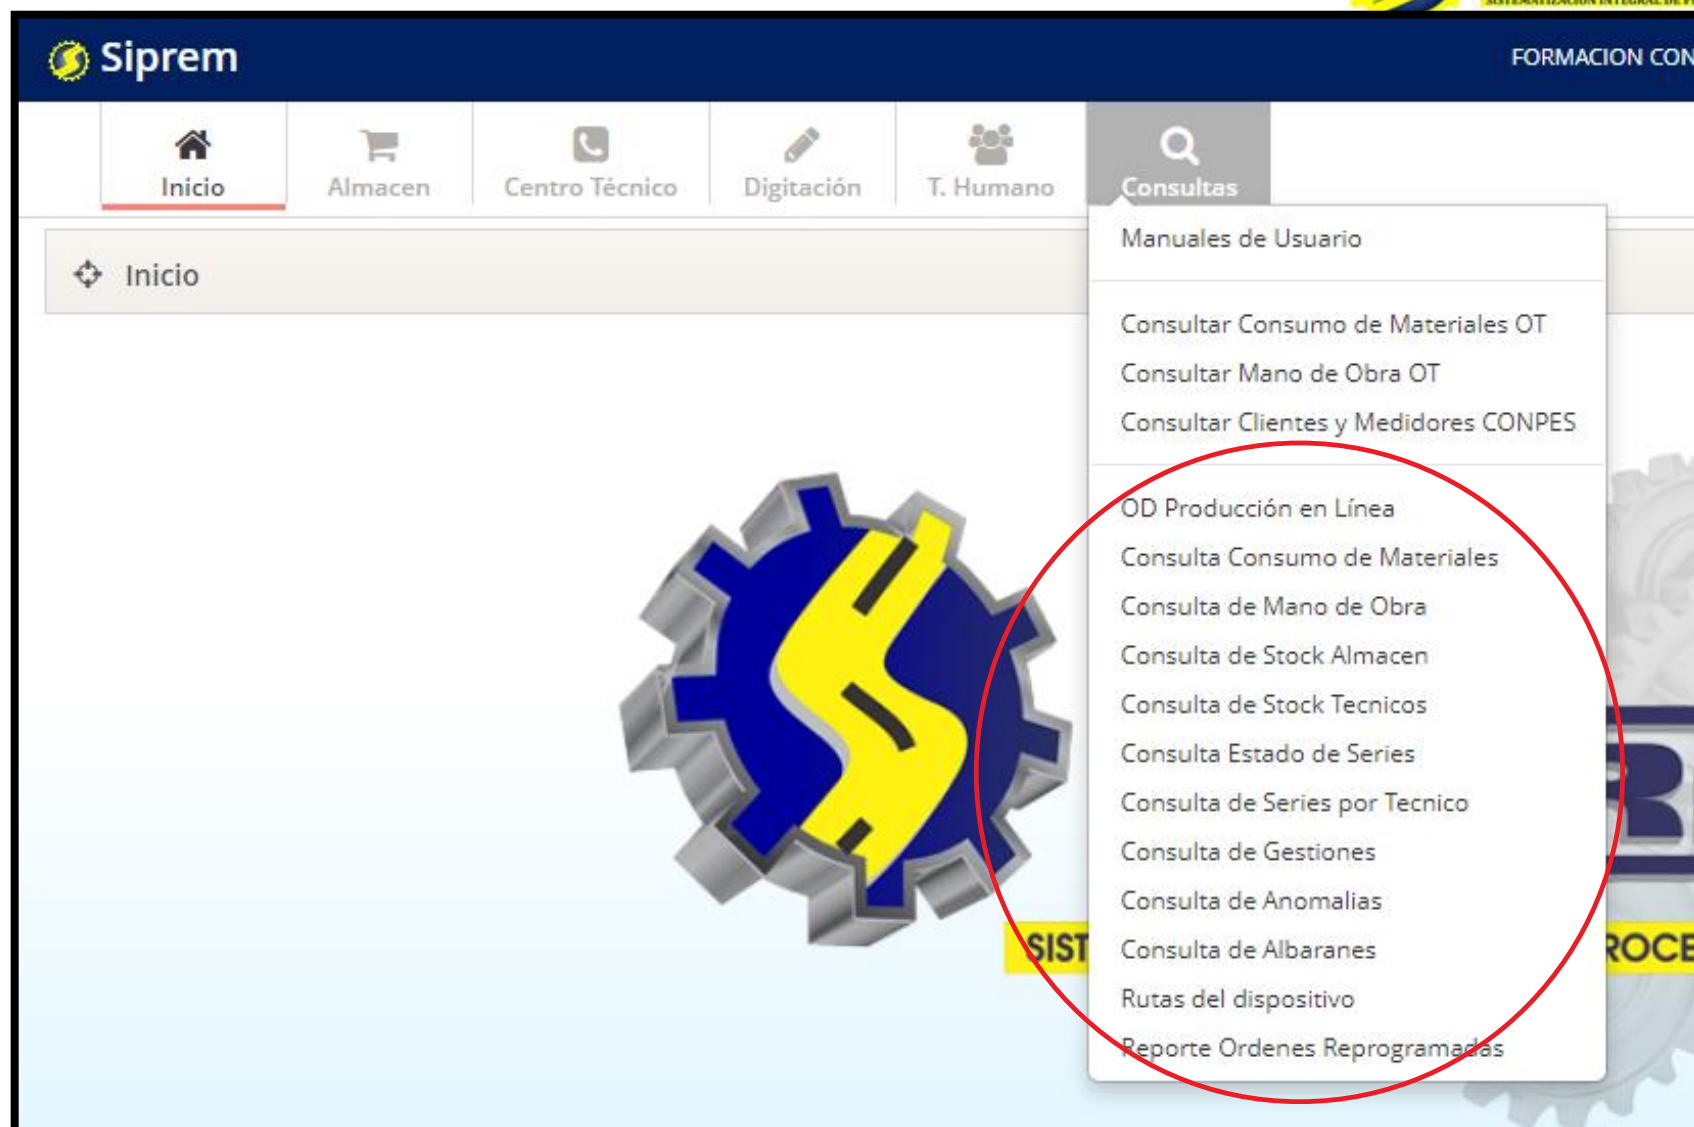 SISTEMATIZACIÓN INTEGRAL DE
Siprem
FORMACION CON
Inicio
Almacen
Centro Técnico
Digitación
T. Humano
Consultas
Inicio
Manuales de Usuario
Consultar Consumo de Materiales OT
Consultar Mano de Obra OT
Consultar Clientes y Medidores CONPES
OD Producción en Línea
Consulta Consumo de Materiales
Consulta de Mano de Obra
Consulta de Stock Almacen
Consulta de Stock Tecnicos
Consulta Estado de Series
Consulta de Series por Tecnico
Consulta de Gestiones
Consulta de Anomalias
Consulta de Albaranes
Rutas del dispositivo
Reporte Ordenes Reprogramadas
R
SIST
ROCE